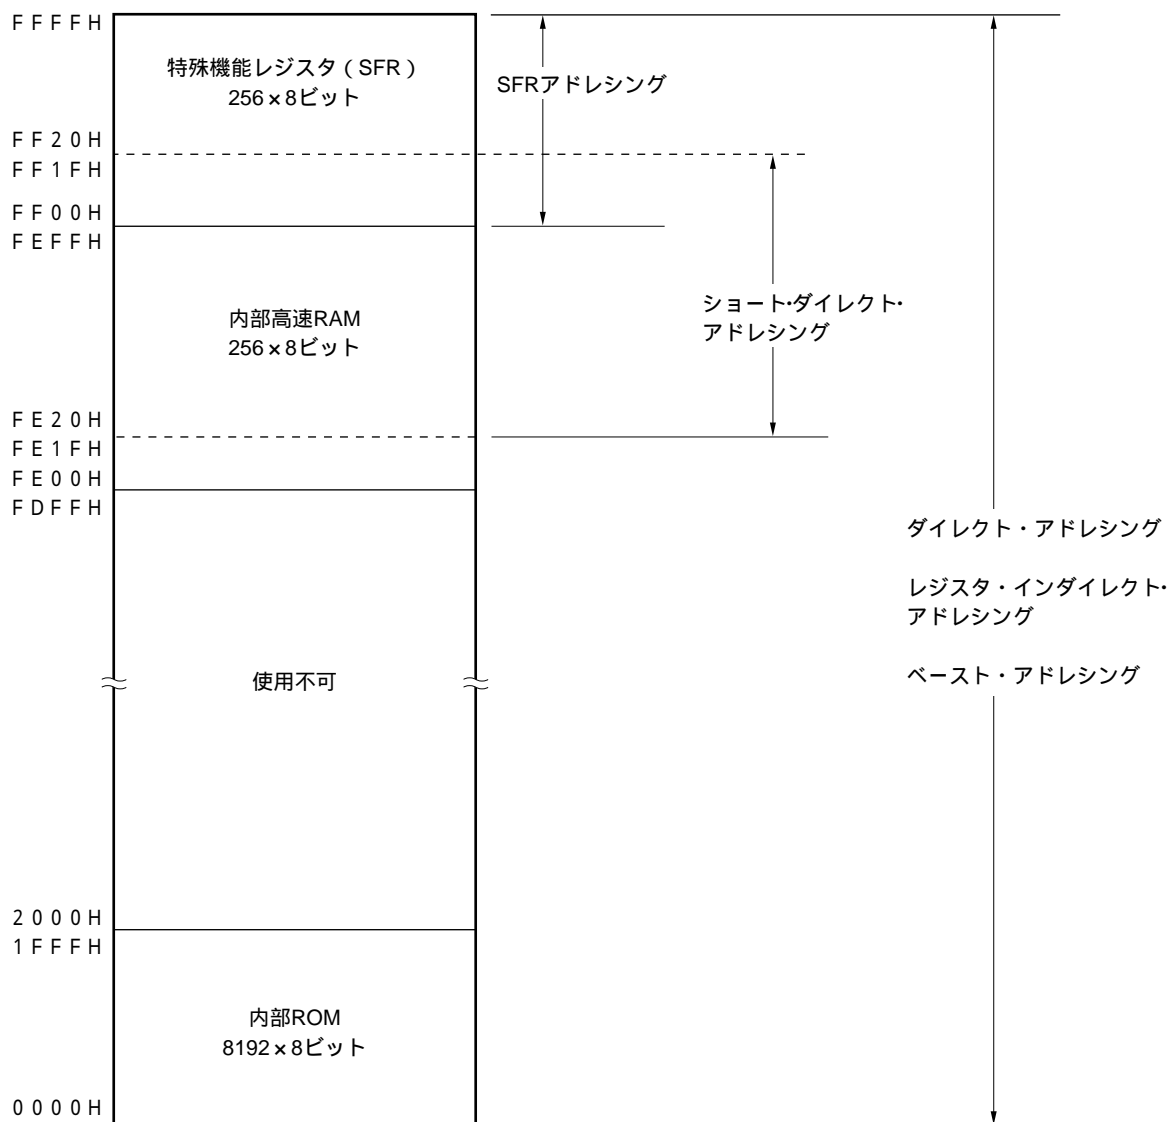 FFFFH
特殊機能レジスタ（SFR）
256×8ビット
SFRアドレシング
FF20H
FF1FH
FF00H
FEFFH
内部高速RAM
256×8ビット
ショート・ダイレクト・
アドレシング
FE20H
FE1FH
FE00H
FDFFH
ダイレクト・アドレシング
レジスタ・インダイレクト・
アドレシング
ベースト・アドレシング
使用不可
2000H
1FFFH
内部ROM
8192×8ビット
0000H